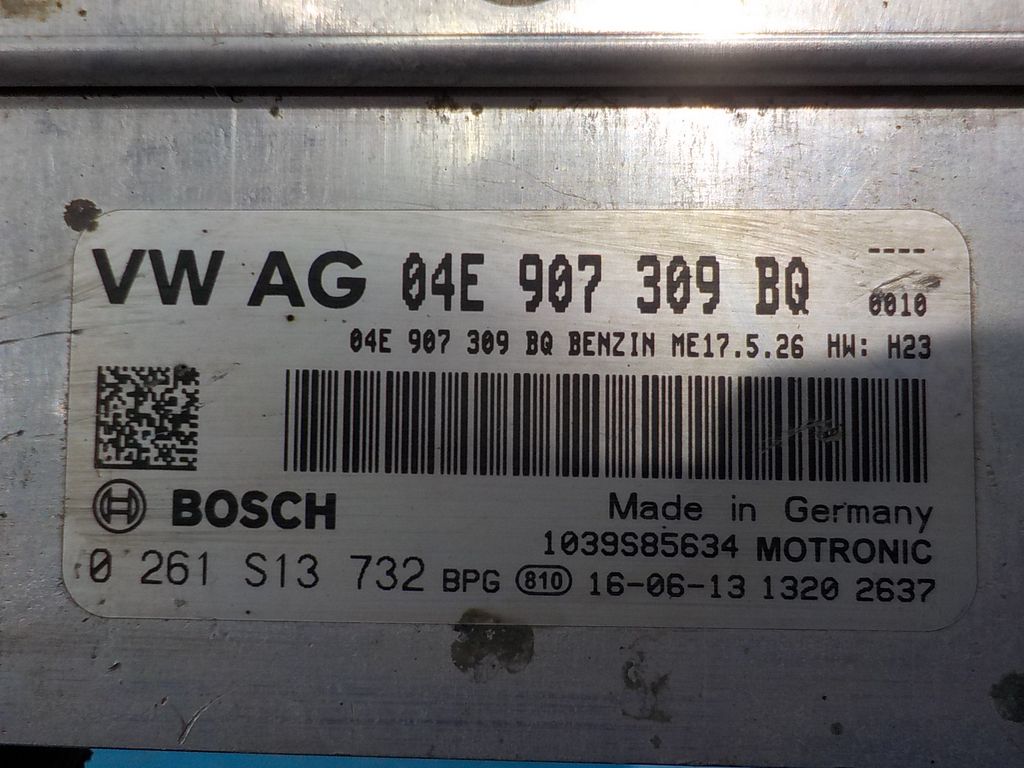 VW AG 04E 907 309 BQ ----
0010
04E 907 309 BQ BENZIN ME17.5.26 HW: H23
BOSCH Made in Germany
1039S85634 MOTRONIC
0 261 S13 732 BPG 810 16-06-13 1320 2637